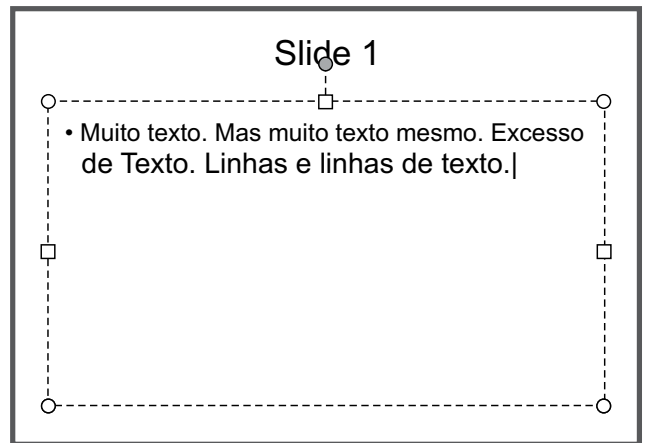 Slide 1
• Muito texto. Mas muito texto mesmo. Excesso
de Texto. Linhas e linhas de texto.|